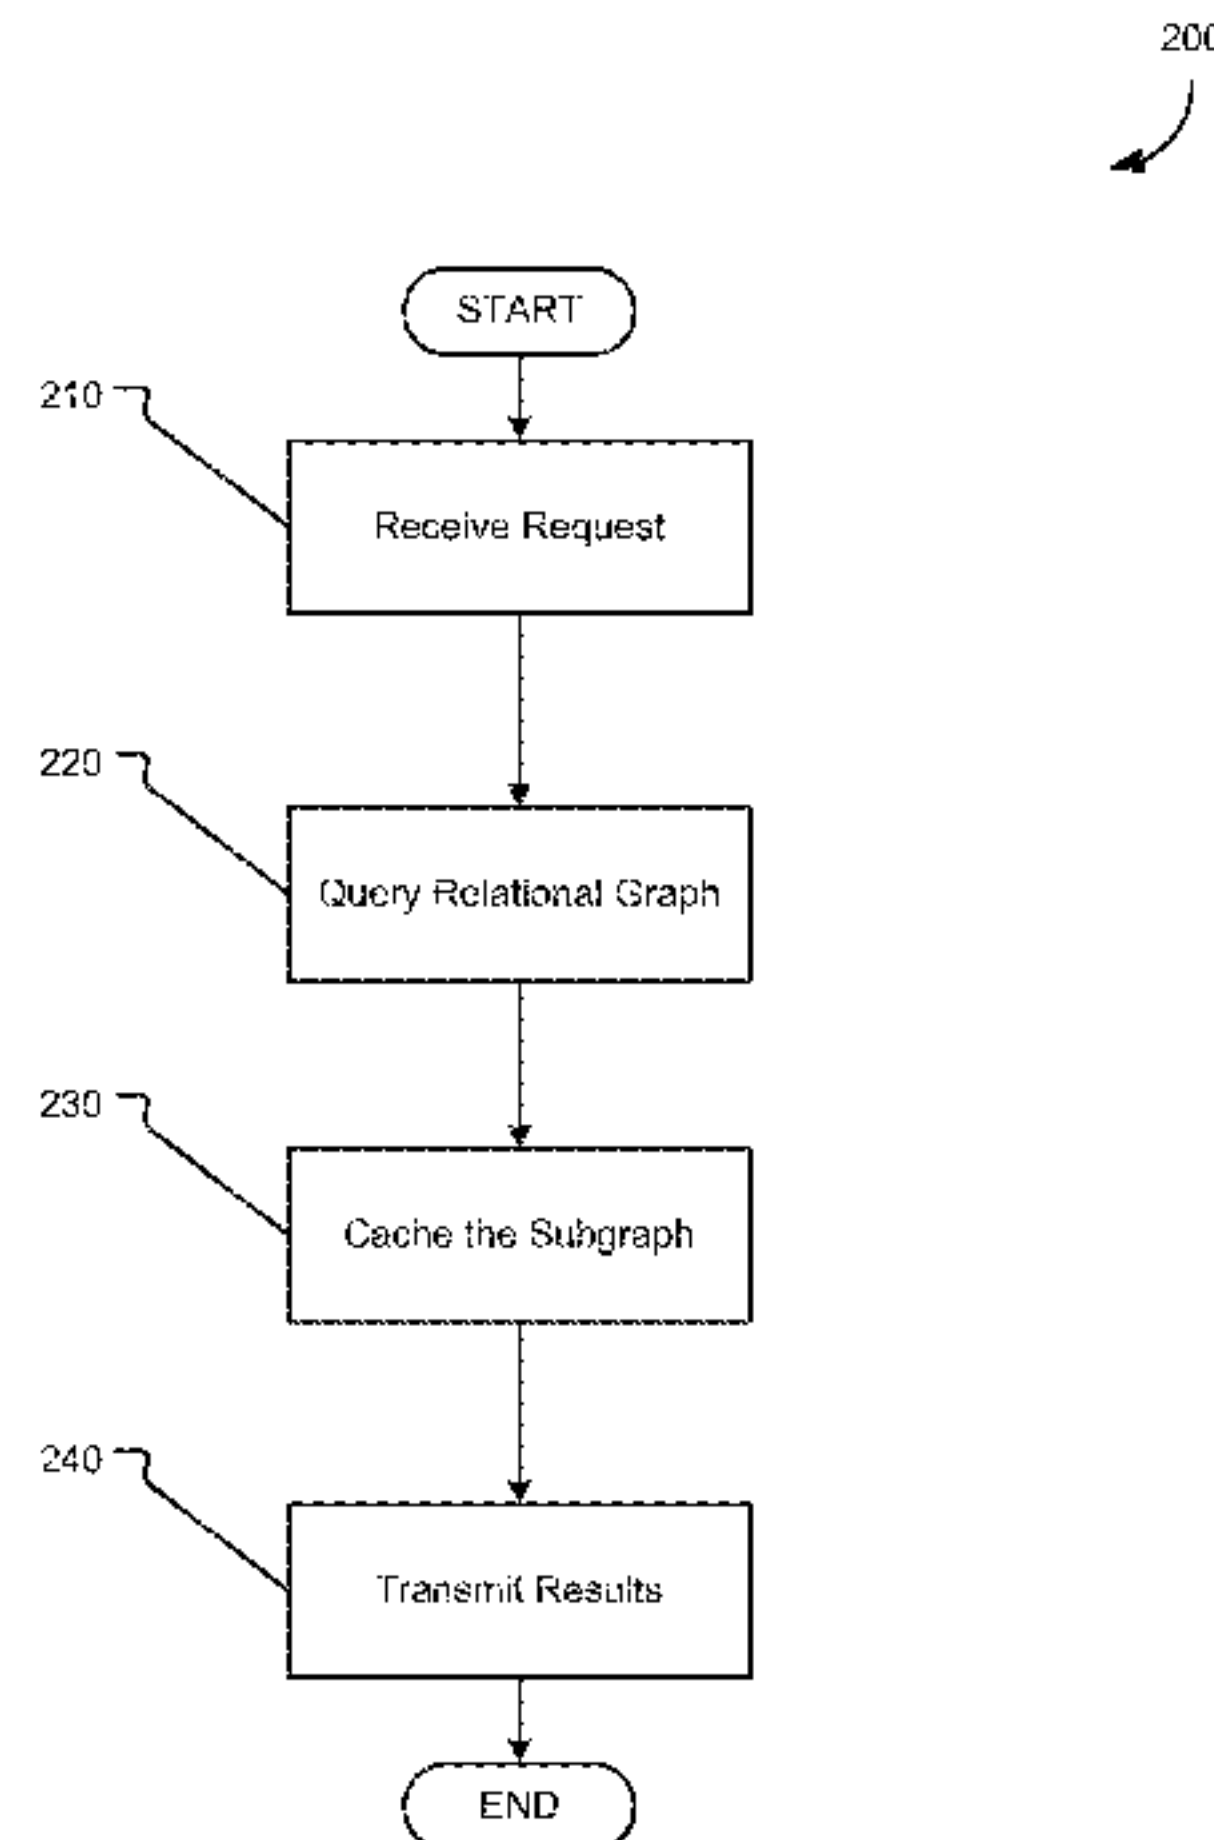 200
START
210
Receive Request
220
Query Relational Graph
230
Cache the Subgraph
240
Transmit Results
END